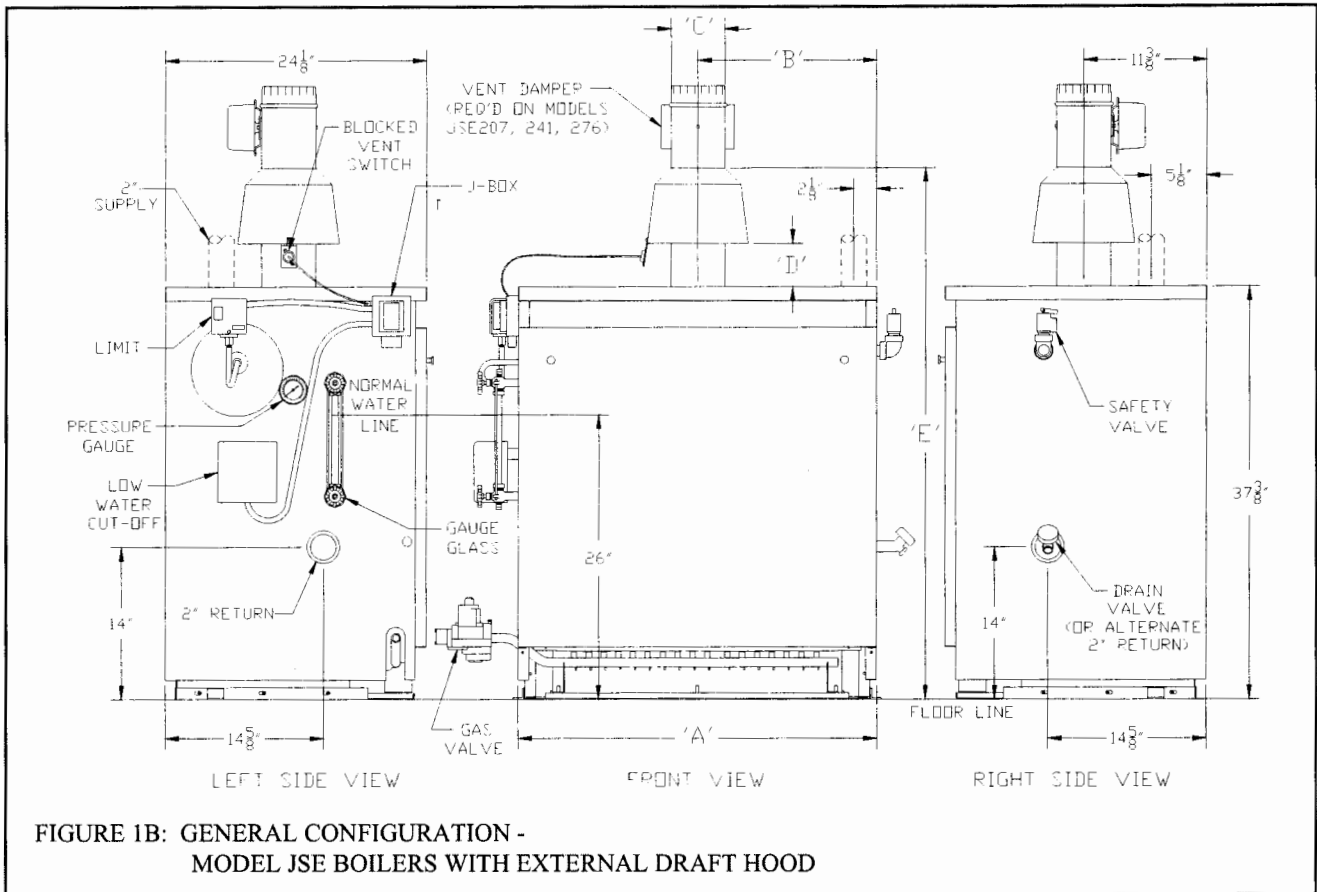 'C'
24 1/8"
'B'
11 3/8"
VENT DAMPER
(REQ'D ON MODELS
JSE207, 241, 276)
BLOCKED
VENT
SWITCH
J-BOX
2"
SUPPLY
2 1/8"
5 1/8"
'D'
LIMIT
NORMAL
WATER
LINE
PRESSURE
GAUGE
'E'
SAFETY
VALVE
LOW
WATER
CUT-OFF
37 3/8"
GAUGE
GLASS
26"
2" RETURN
14"
14"
DRAIN
VALVE
(OR ALTERNATE
2" RETURN)
FLOOR LINE
GAS
VALVE
14 5/8"
'A'
14 5/8"
LEFT SIDE VIEW
FRONT VIEW
RIGHT SIDE VIEW
FIGURE 1B: GENERAL CONFIGURATION -
MODEL JSE BOILERS WITH EXTERNAL DRAFT HOOD